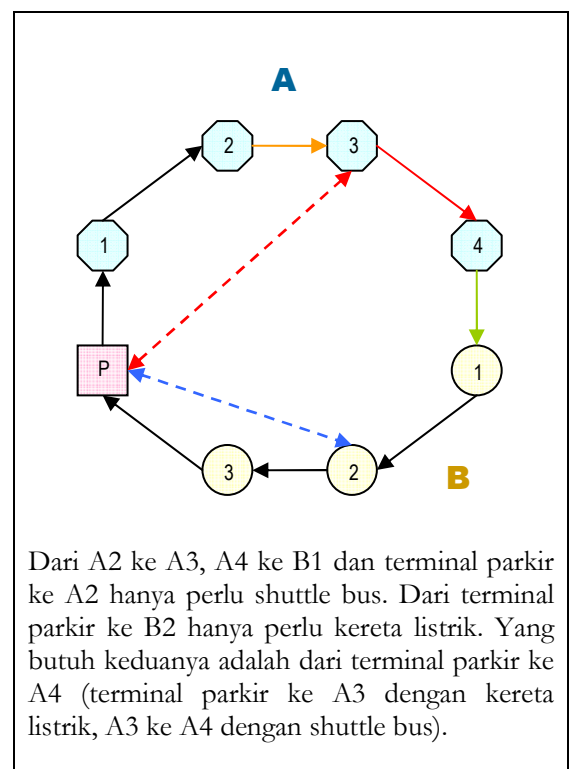 A
2
3
1
4
P
1
3
2
B
Dari A2 ke A3, A4 ke B1 dan terminal parkir
ke A2 hanya perlu shuttle bus. Dari terminal
parkir ke B2 hanya perlu kereta listrik. Yang
butuh keduanya adalah dari terminal parkir ke
A4 (terminal parkir ke A3 dengan kereta
listrik, A3 ke A4 dengan shuttle bus).